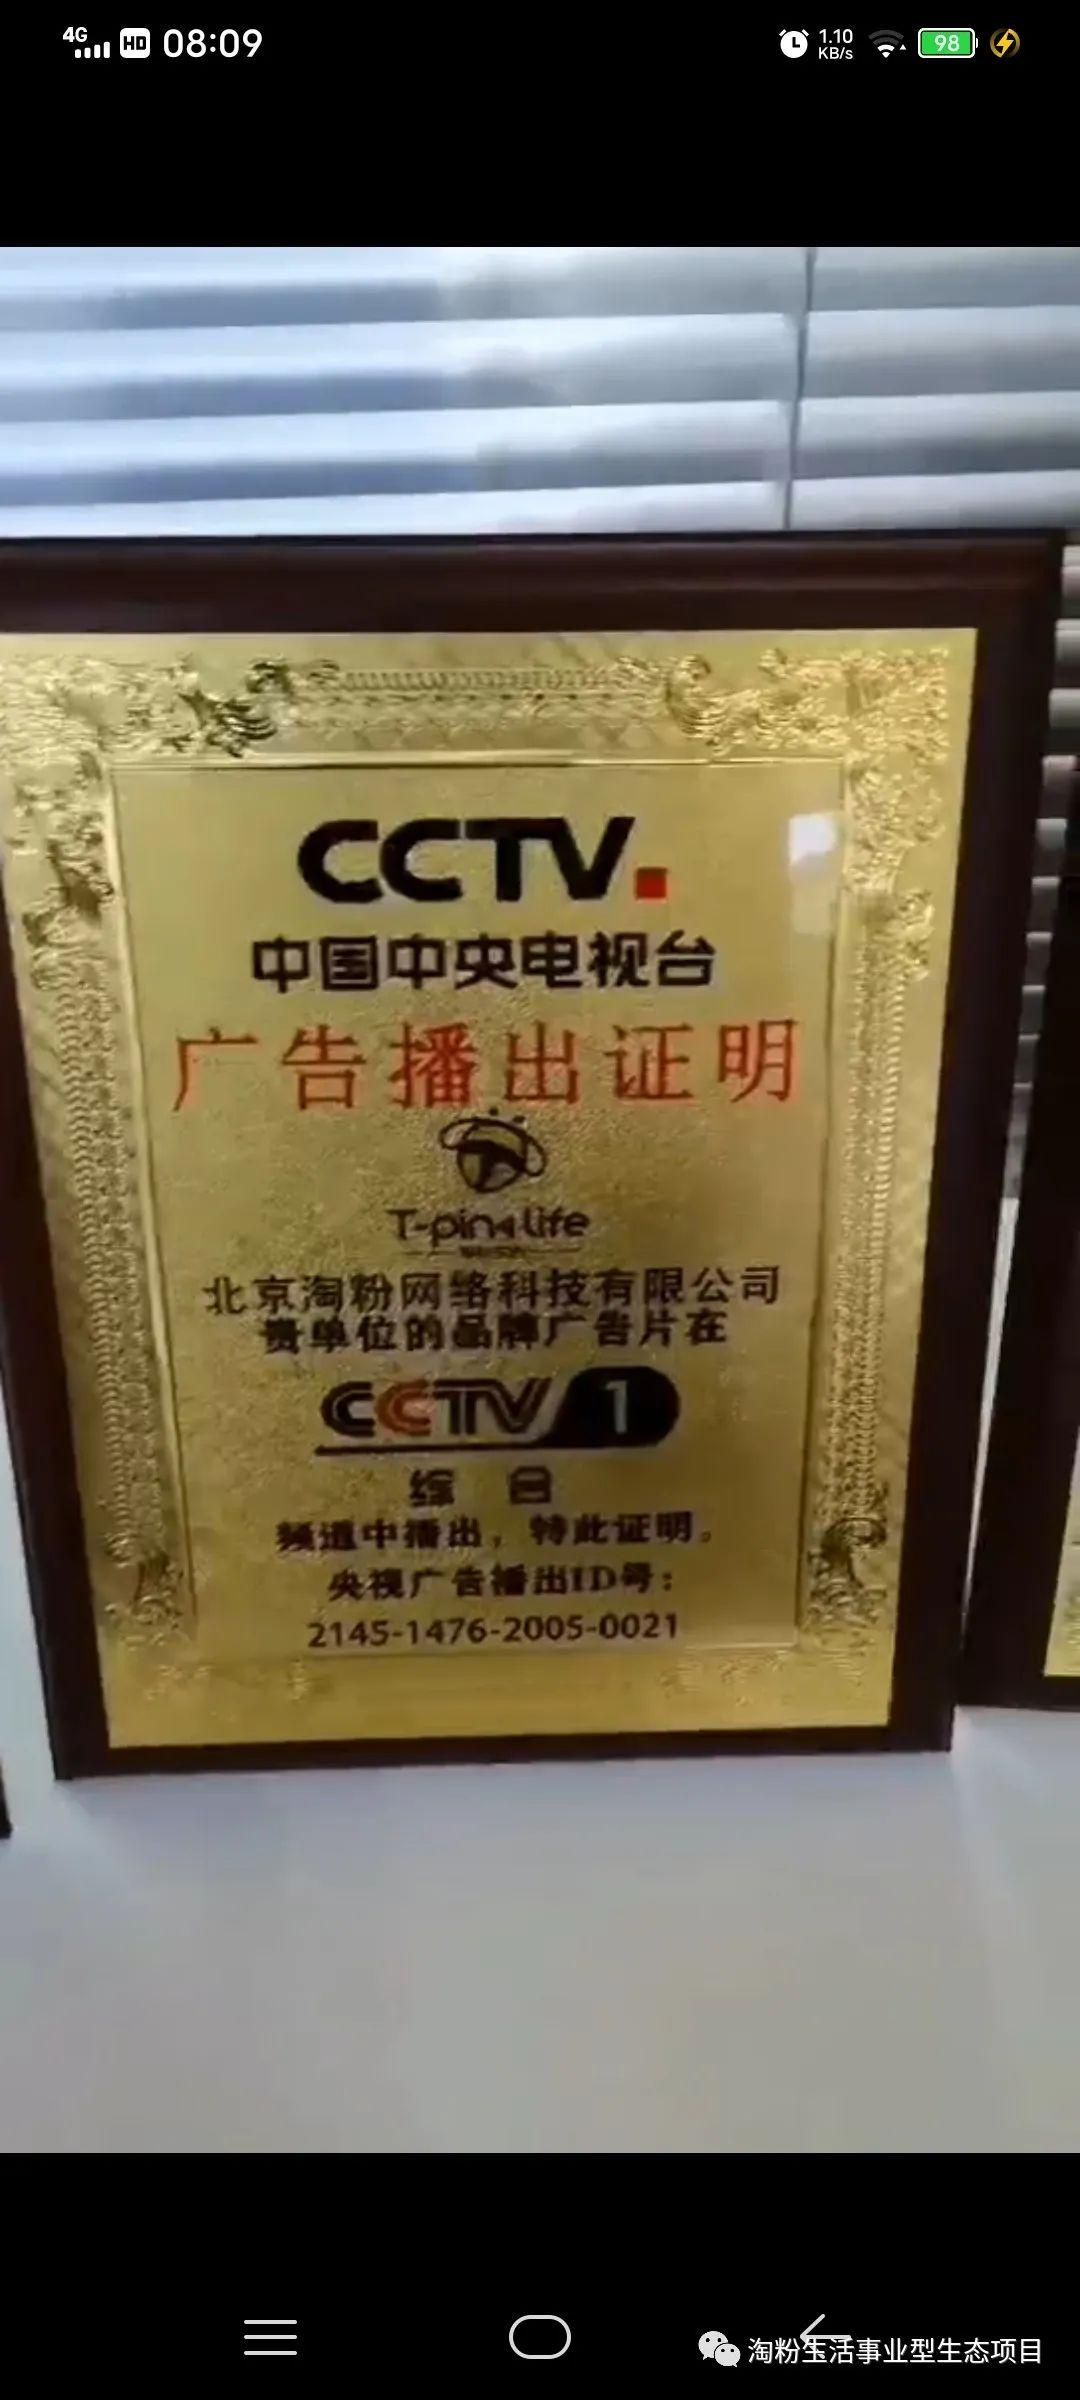 4G HD 08:09 1.10 KB/s 98
CCTV.
中国中央电视台
广告播出证明
T-pin life
北京淘粉网络科技有限公司
贵单位的品牌广告片在
CCTV 1
综 合
频道中播出，特此证明。
央视广告播出ID号：
2145-1476-2005-0021
淘粉生活事业型生态项目